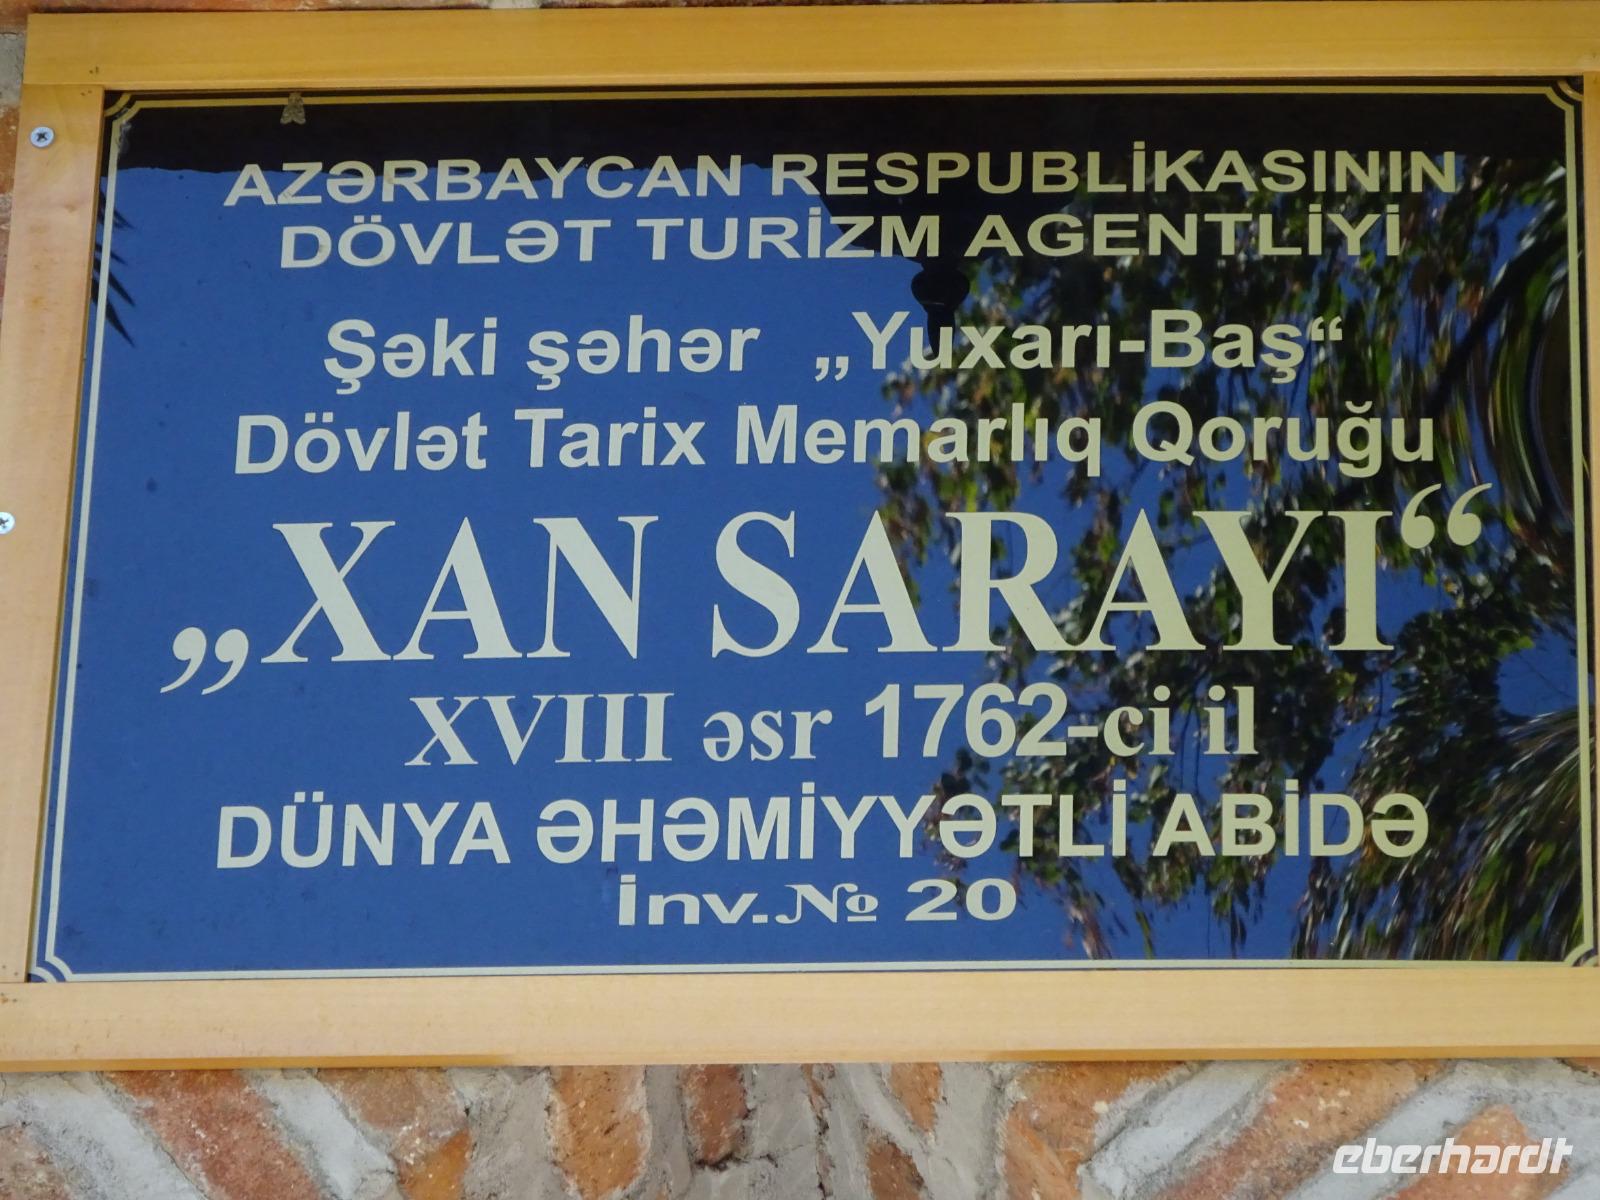 AZƏRBAYCAN RESPUBLİKASININ
DÖVLƏT TURİZM AGENTLİYİ
Şəki şəhər „Yuxarı-Baş“
Dövlət Tarix Memarlıq Qoruğu
„XAN SARAYI“
XVIII əsr 1762-ci il
DÜNYA ƏHƏMİYYƏTLİ ABİDƏ
İnv.№ 20
eberhardt